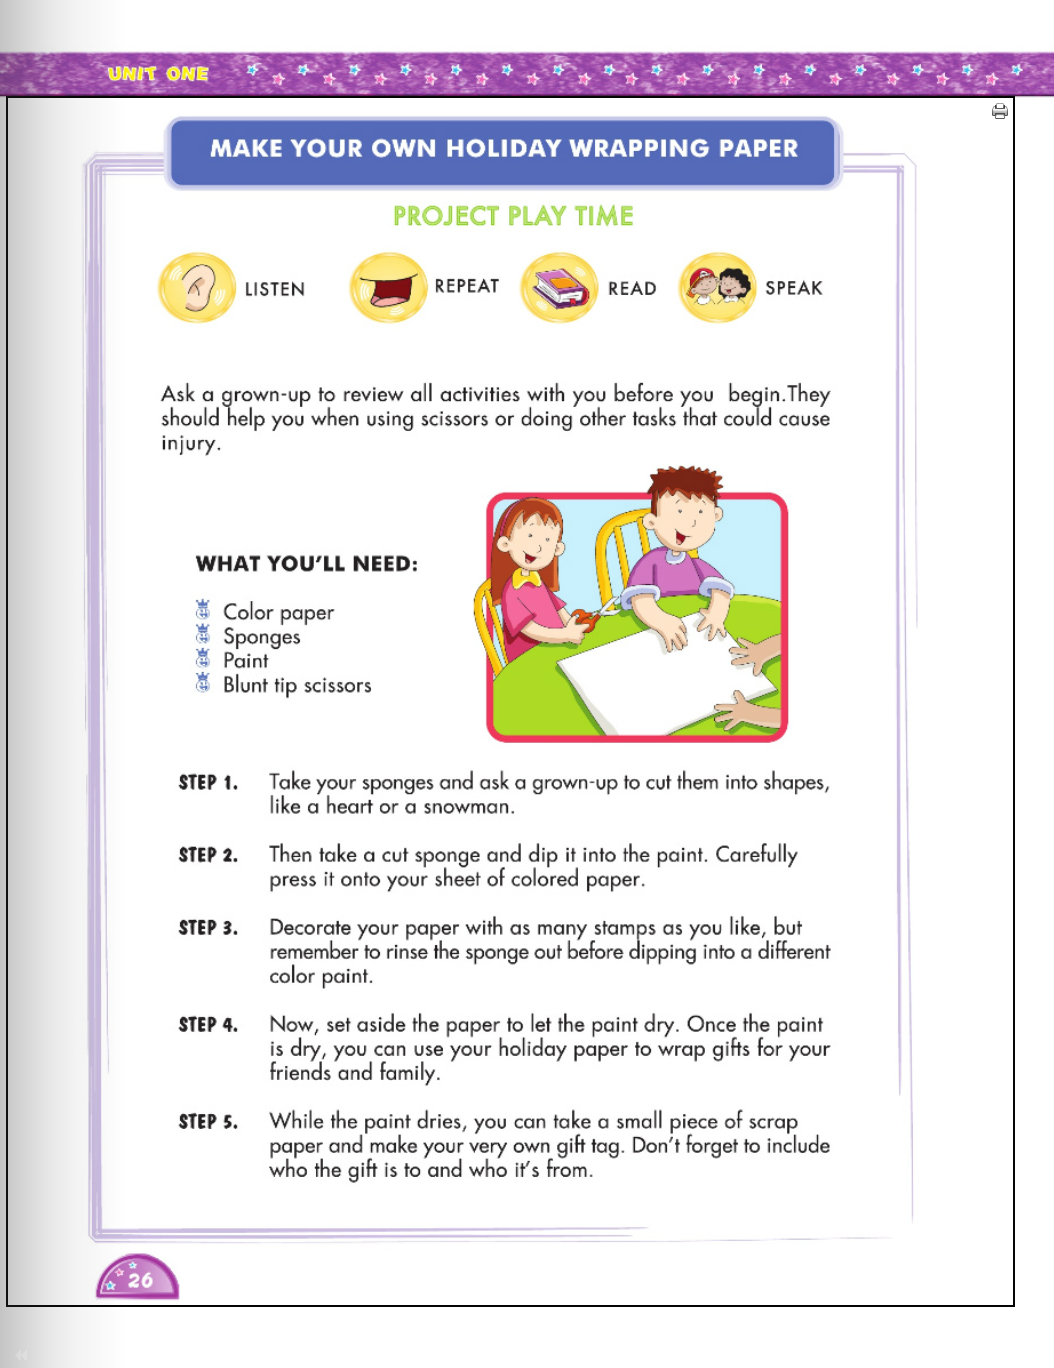 UNIT ONE
MAKE YOUR OWN HOLIDAY WRAPPING PAPER
PROJECT PLAY TIME
LISTEN
REPEAT
READ
SPEAK
Ask a grown-up to review all activities with you before you begin.They
should help you when using scissors or doing other tasks that could cause
injury.
WHAT YOU'LL NEED:
Color paper
Sponges
Paint
Blunt tip scissors
STEP 1. Take your sponges and ask a grown-up to cut them into shapes,
like a heart or a snowman.
STEP 2. Then take a cut sponge and dip it into the paint. Carefully
press it onto your sheet of colored paper.
STEP 3. Decorate your paper with as many stamps as you like, but
remember to rinse the sponge out before dipping into a different
color paint.
STEP 4. Now, set aside the paper to let the paint dry. Once the paint
is dry, you can use your holiday paper to wrap gifts for your
friends and family.
STEP 5. While the paint dries, you can take a small piece of scrap
paper and make your very own gift tag. Don't forget to include
who the gift is to and who it's from.
26